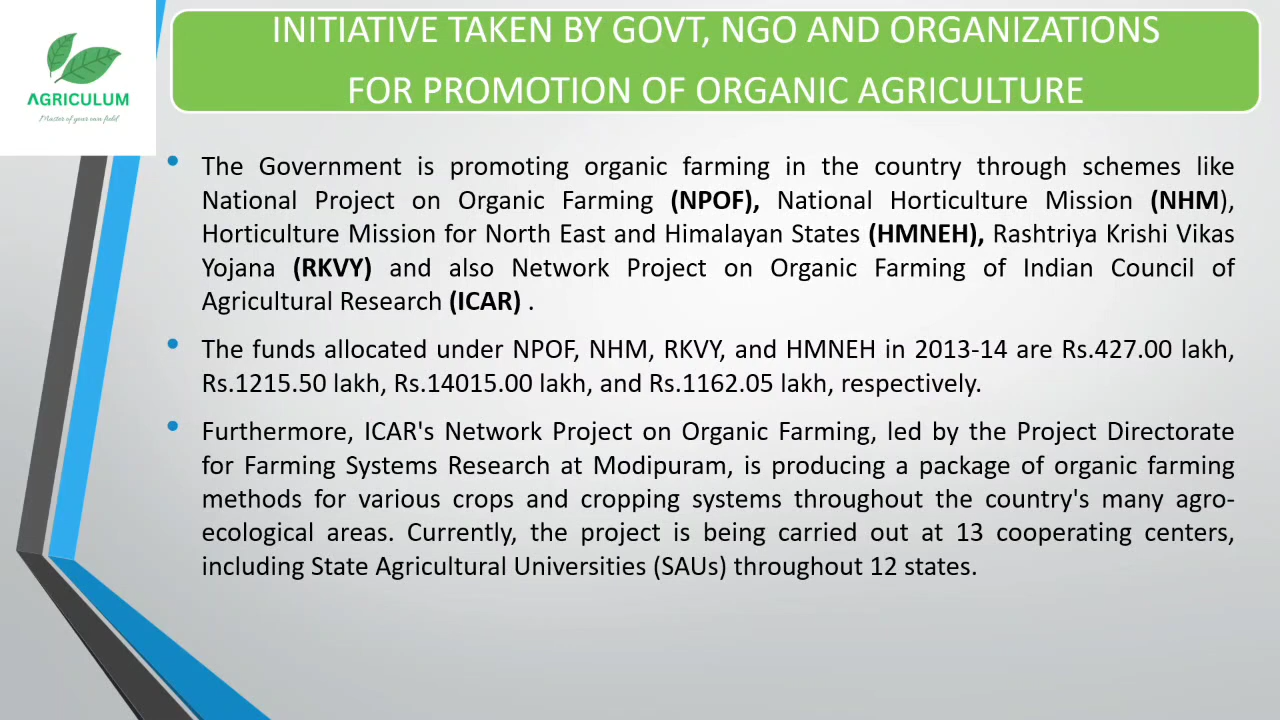 AGRICULUM
Master of your own field
INITIATIVE TAKEN BY GOVT, NGO AND ORGANIZATIONS
FOR PROMOTION OF ORGANIC AGRICULTURE
• The Government is promoting organic farming in the country through schemes like
National Project on Organic Farming (NPOF), National Horticulture Mission (NHM),
Horticulture Mission for North East and Himalayan States (HMNEH), Rashtriya Krishi Vikas
Yojana (RKVY) and also Network Project on Organic Farming of Indian Council of
Agricultural Research (ICAR) .
• The funds allocated under NPOF, NHM, RKVY, and HMNEH in 2013-14 are Rs.427.00 lakh,
Rs.1215.50 lakh, Rs.14015.00 lakh, and Rs.1162.05 lakh, respectively.
• Furthermore, ICAR's Network Project on Organic Farming, led by the Project Directorate
for Farming Systems Research at Modipuram, is producing a package of organic farming
methods for various crops and cropping systems throughout the country's many agro-
ecological areas. Currently, the project is being carried out at 13 cooperating centers,
including State Agricultural Universities (SAUs) throughout 12 states.